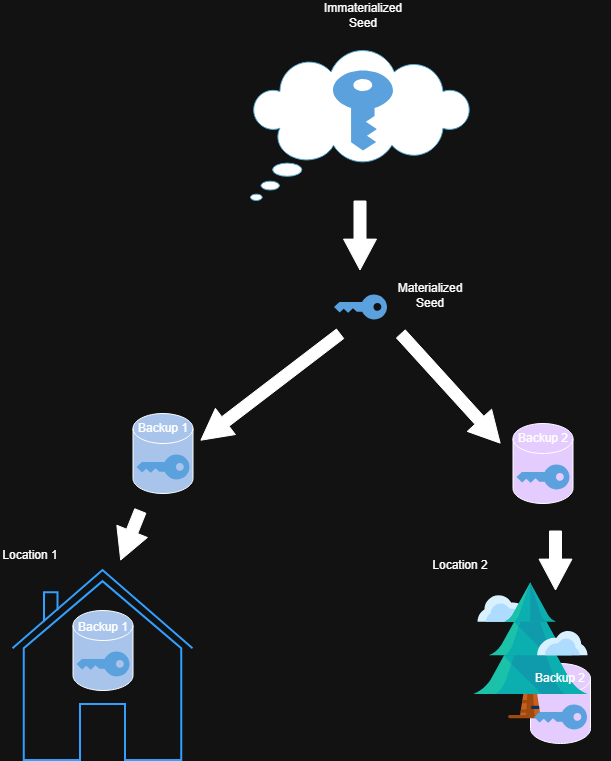 Immaterialized
Seed
Materialized
Seed
Backup 1
Backup 2
Location 1
Location 2
Backup 1
Backup 2